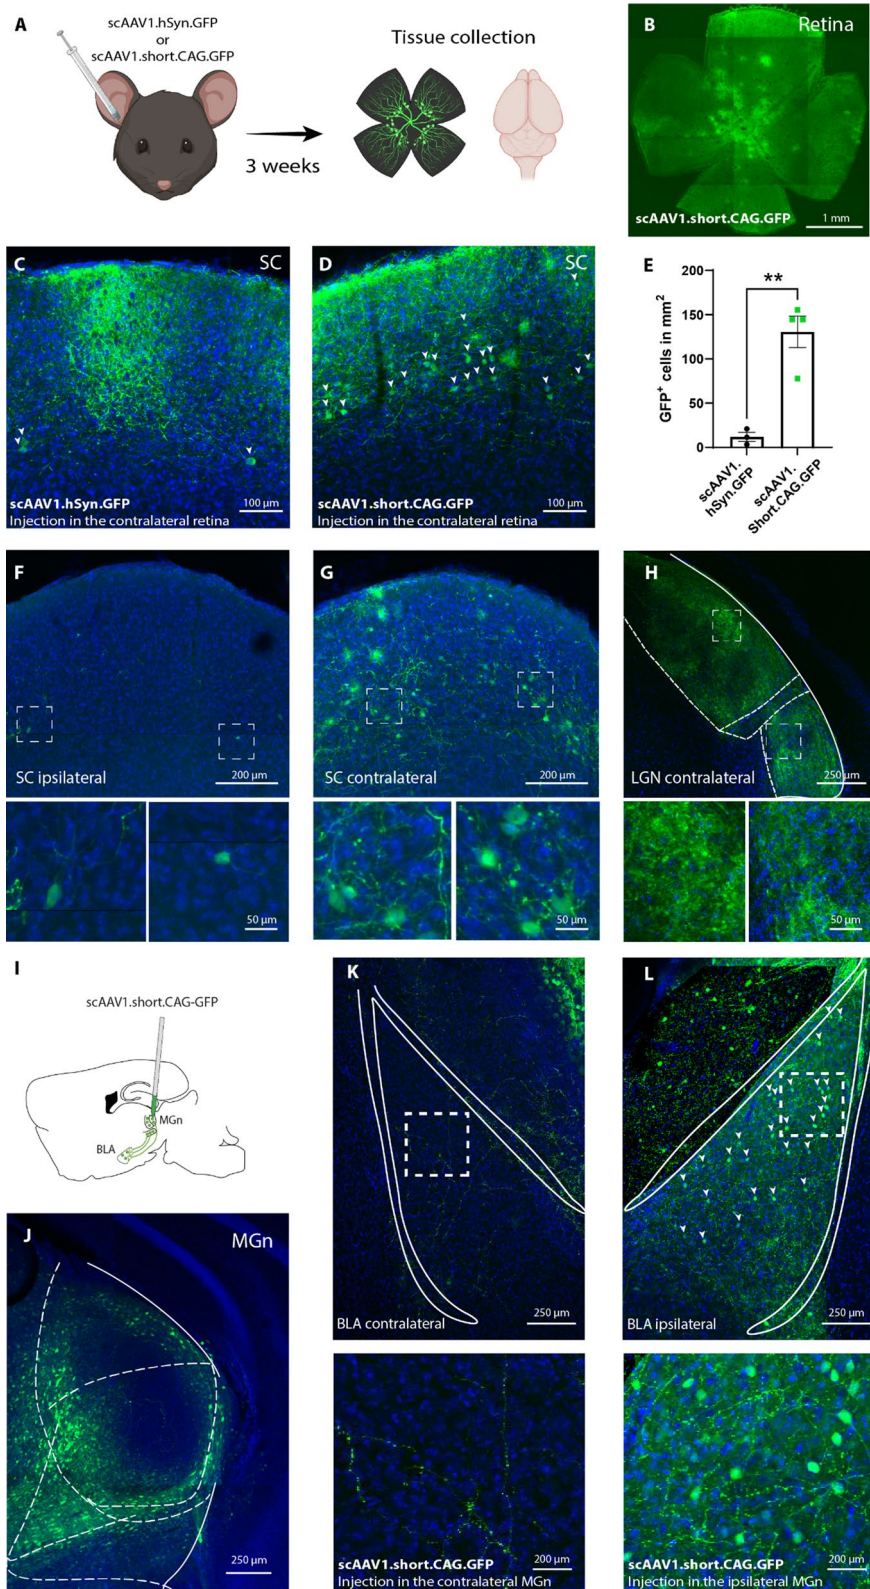 A
scAAV1.hSyn.GFP
or
scAAV1.short.CAG.GFP
3 weeks
Tissue collection
B
Retina
scAAV1.short.CAG.GFP
1 mm
C
SC
scAAV1.hSyn.GFP
100 µm
Injection in the contralateral retina
D
SC
scAAV1.short.CAG.GFP
100 µm
Injection in the contralateral retina
E
**
GFP+ cells in mm2
200
150
100
50
0
scAAV1.
hSyn.GFP
scAAV1.
Short.CAG.GFP
F
SC ipsilateral
200 µm
50 µm
G
SC contralateral
200 µm
50 µm
H
LGN contralateral
250 µm
50 µm
I
scAAV1.short.CAG-GFP
MGn
BLA
J
MGn
250 µm
K
BLA contralateral
250 µm
scAAV1.short.CAG.GFP
200 µm
Injection in the contralateral MGn
L
BLA ipsilateral
250 µm
scAAV1.short.CAG.GFP
200 µm
Injection in the ipsilateral MGn